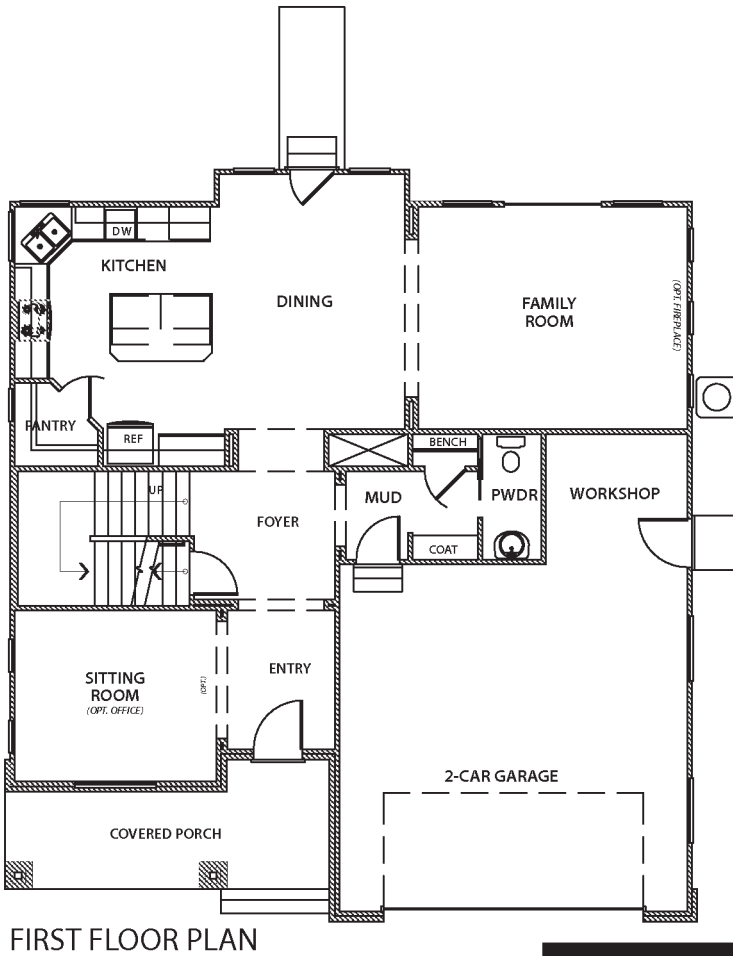 DW
KITCHEN
DINING
FAMILY
ROOM
(OPT. FIREPLACE)
PANTRY
REF
BENCH
UP
MUD
PWDR
WORKSHOP
FOYER
COAT
SITTING
ROOM
(OPT. OFFICE)
(OPT.)
ENTRY
2-CAR GARAGE
COVERED PORCH
FIRST FLOOR PLAN